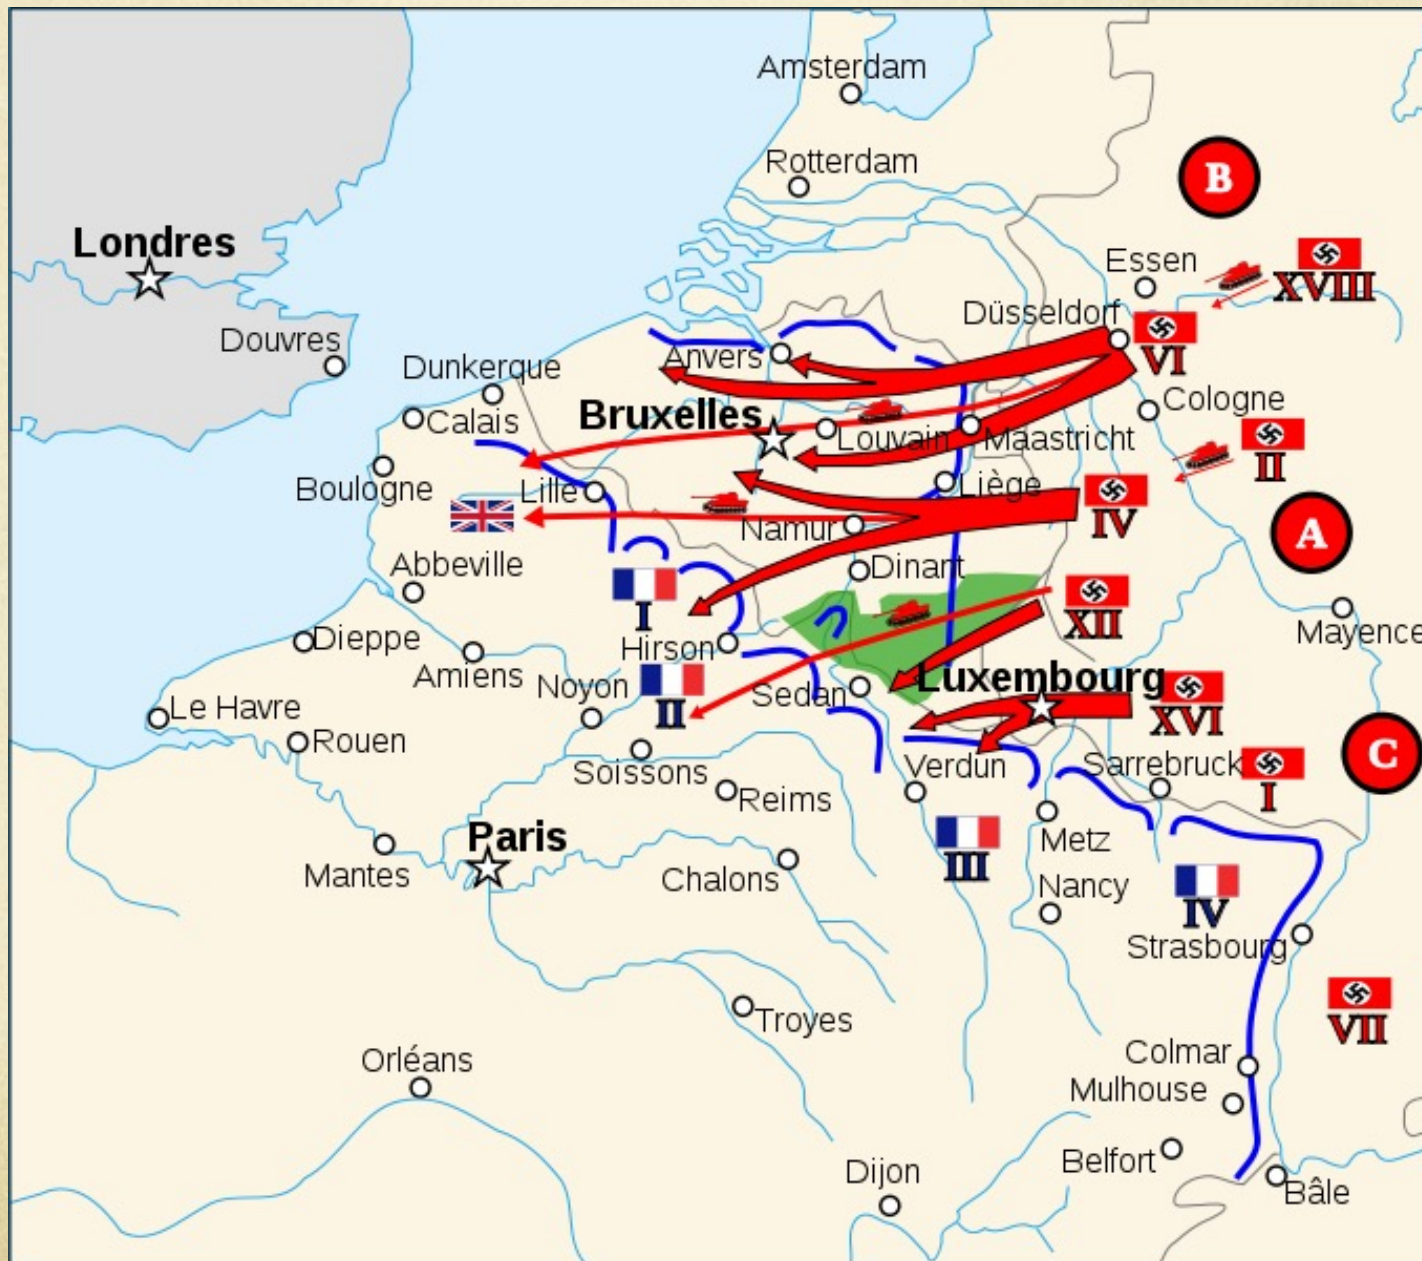 Amsterdam
Rotterdam
B
Londres
Essen
XVIII
Düsseldorf
Douvres
Anvers
VI
Dunkerque
Calais
Bruxelles
Cologne
Louvain
Maastricht
II
Boulogne
Lille
Liège
Namur
IV
A
Abbeville
Dinart
I
XII
Mayence
Dieppe
Hirson
Amiens
Noyon
II
Sedan
Luxembourg
XVI
Le Havre
Rouen
Soissons
Verdun
Sarrebruck
C
Reims
I
Paris
Metz
Mantes
Chalons
III
Nancy
IV
Strasbourg
Troyes
VII
Orléans
Colmar
Mulhouse
Belfort
Dijon
Bâle